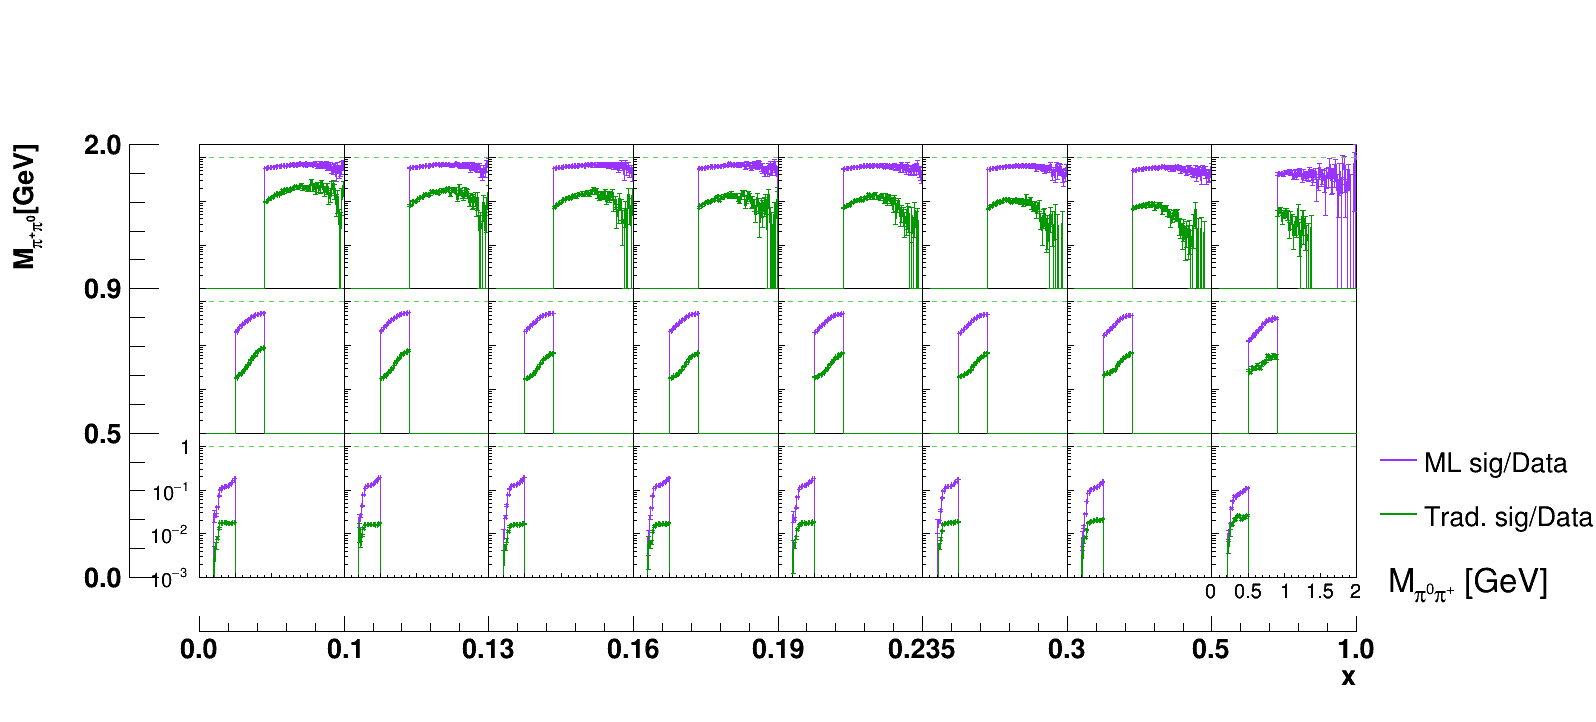 M_{π⁺π⁰}[GeV]
2.0
0.9
0.5
0.0
1
10⁻¹
10⁻²
10⁻³
ML sig/Data
Trad. sig/Data
0 0.5 1 1.5 2
M_{π⁰π⁺} [GeV]
0.0 0.1 0.13 0.16 0.19 0.235 0.3 0.5 1.0
x